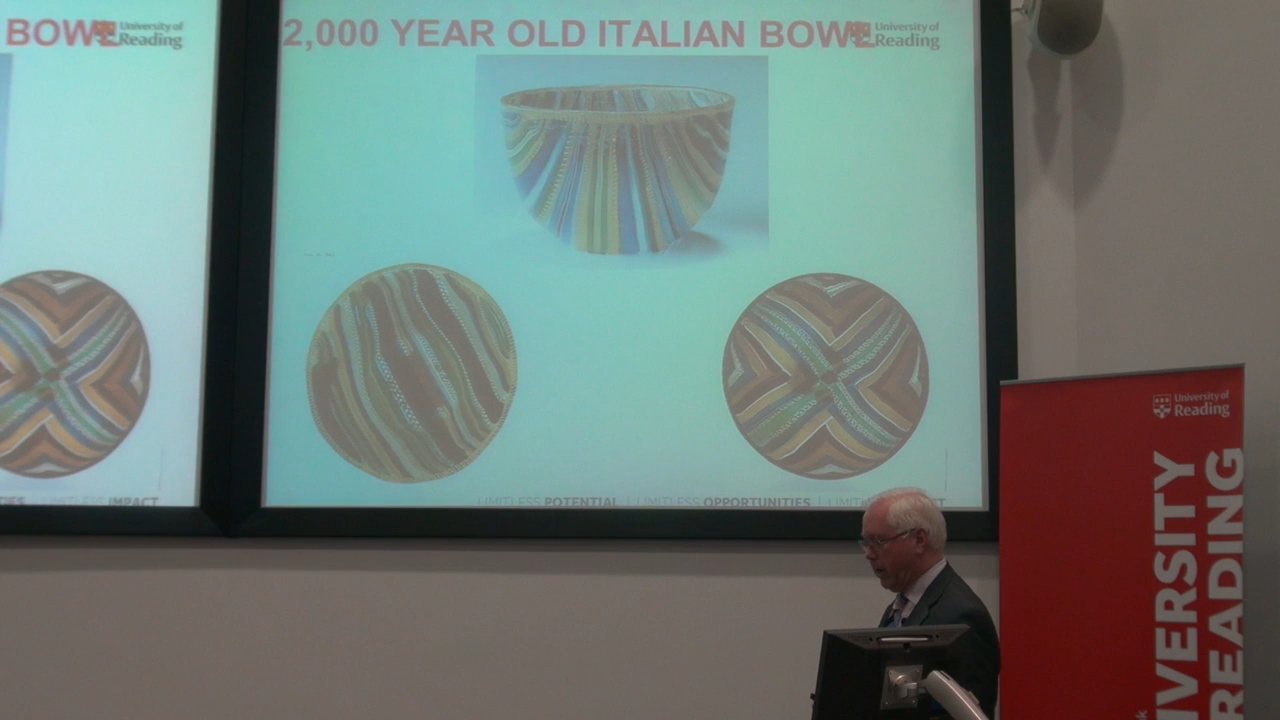 BOWL
University of
Reading
2,000 YEAR OLD ITALIAN BOWL
University of
Reading
LIMITLESS IMPACT
LIMITLESS POTENTIAL | LIMITLESS OPPORTUNITIES |
University of
Reading
READING